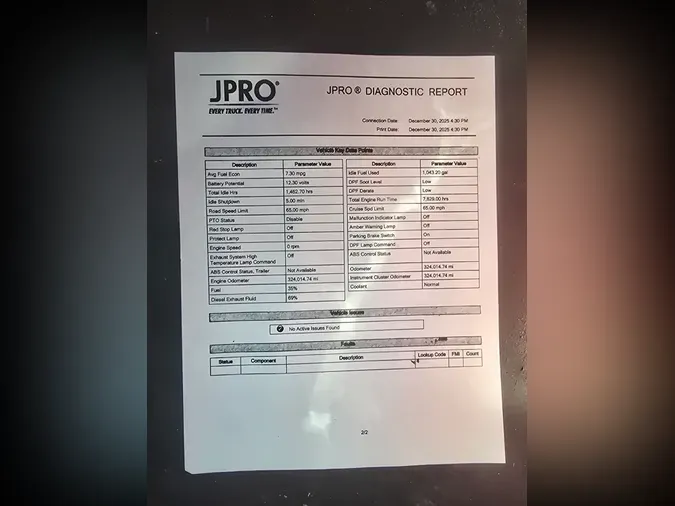 JPRO®
EVERY TRUCK. EVERY TIME.™
JPRO ® DIAGNOSTIC REPORT
Connection Date: December 30, 2025 4:30 PM
Print Date: December 30, 2025 4:30 PM
Vehicle Key Data Points
Description Parameter Value
Avg Fuel Econ 7.30 mpg
Battery Potential 12.30 volts
Total Idle Hrs 1,462.70 hrs
Idle Shutdown 5.00 min
Road Speed Limit 65.00 mph
PTO Status Disable
Red Stop Lamp Off
Protect Lamp Off
Engine Speed 0 rpm
Exhaust System High Off
Temperature Lamp Command
ABS Control Status, Trailer Not Available
Engine Odometer 324,014.74 mi
Fuel 35%
Diesel Exhaust Fluid 69%
Description Parameter Value
Idle Fuel Used 1,043.20 gal
DPF Soot Level Low
DPF Derate Low
Total Engine Run Time 7,829.00 hrs
Cruise Spd Limit 65.00 mph
Malfunction Indicator Lamp Off
Amber Warning Lamp Off
Parking Brake Switch On
DPF Lamp Command Off
ABS Control Status Not Available
Odometer 324,014.74 mi
Instrument Cluster Odometer 324,014.74 mi
Coolant Normal
Vehicle Issues
No Active Issues Found
Faults
Status Component Description Lookup Code FMI Count
2/2